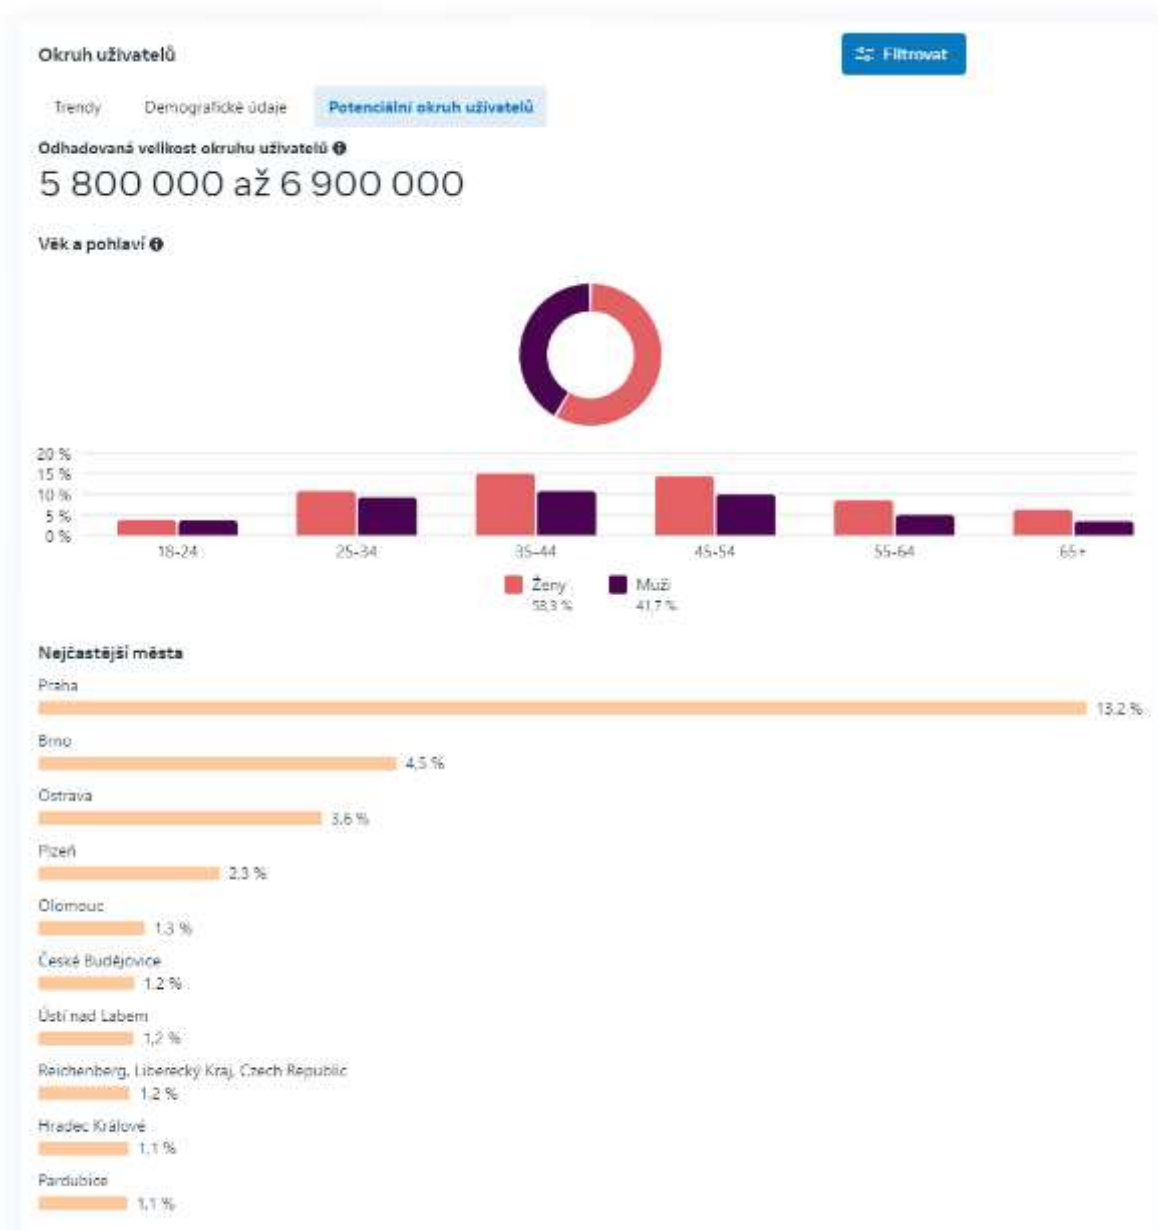 Okruh uživatelů
Filtrovat
Trendy Demografické údaje Potenciální okruh uživatelů
Odhadovaná velikost okruhu uživatelů
5 800 000 až 6 900 000
Věk a pohlaví
20 %
15 %
10 %
5 %
0 %
18-24 25-34 35-44 45-54 55-64 65+
Ženy Muži
58,3 % 41,7 %
Nejčastější města
Praha
13,2 %
Brno
4,5 %
Ostrava
3,6 %
Plzeň
2,3 %
Olomouc
1,3 %
České Budějovice
1,2 %
Ústí nad Labem
1,2 %
Reichenberg, Liberecký Kraj, Czech Republic
1,2 %
Hradec Králové
1,1 %
Pardubice
1,1 %